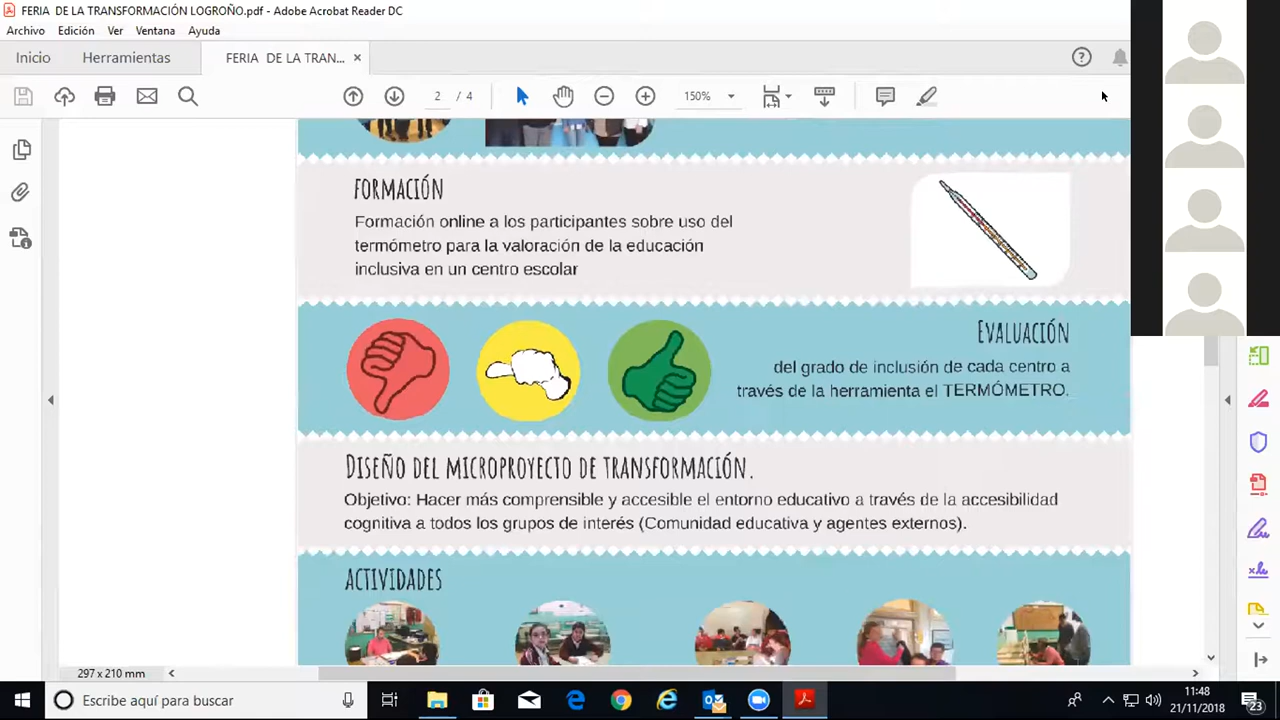 FERIA  DE LA TRANSFORMACIÓN LOGROÑO.pdf - Adobe Acrobat Reader DC
Archivo Edición Ver Ventana Ayuda
Inicio Herramientas FERIA DE LA TRAN... ×
2 / 4 150%
FORMACIÓN
Formación online a los participantes sobre uso del
termómetro para la valoración de la educación
inclusiva en un centro escolar
EVALUACIÓN
del grado de inclusión de cada centro a
través de la herramienta el TERMÓMETRO.
DISEÑO DEL MICROPROYECTO DE TRANSFORMACIÓN.
Objetivo: Hacer más comprensible y accesible el entorno educativo a través de la accesibilidad
cognitiva a todos los grupos de interés (Comunidad educativa y agentes externos).
ACTIVIDADES
297 x 210 mm
Escribe aquí para buscar
11:48
21/11/2018
23